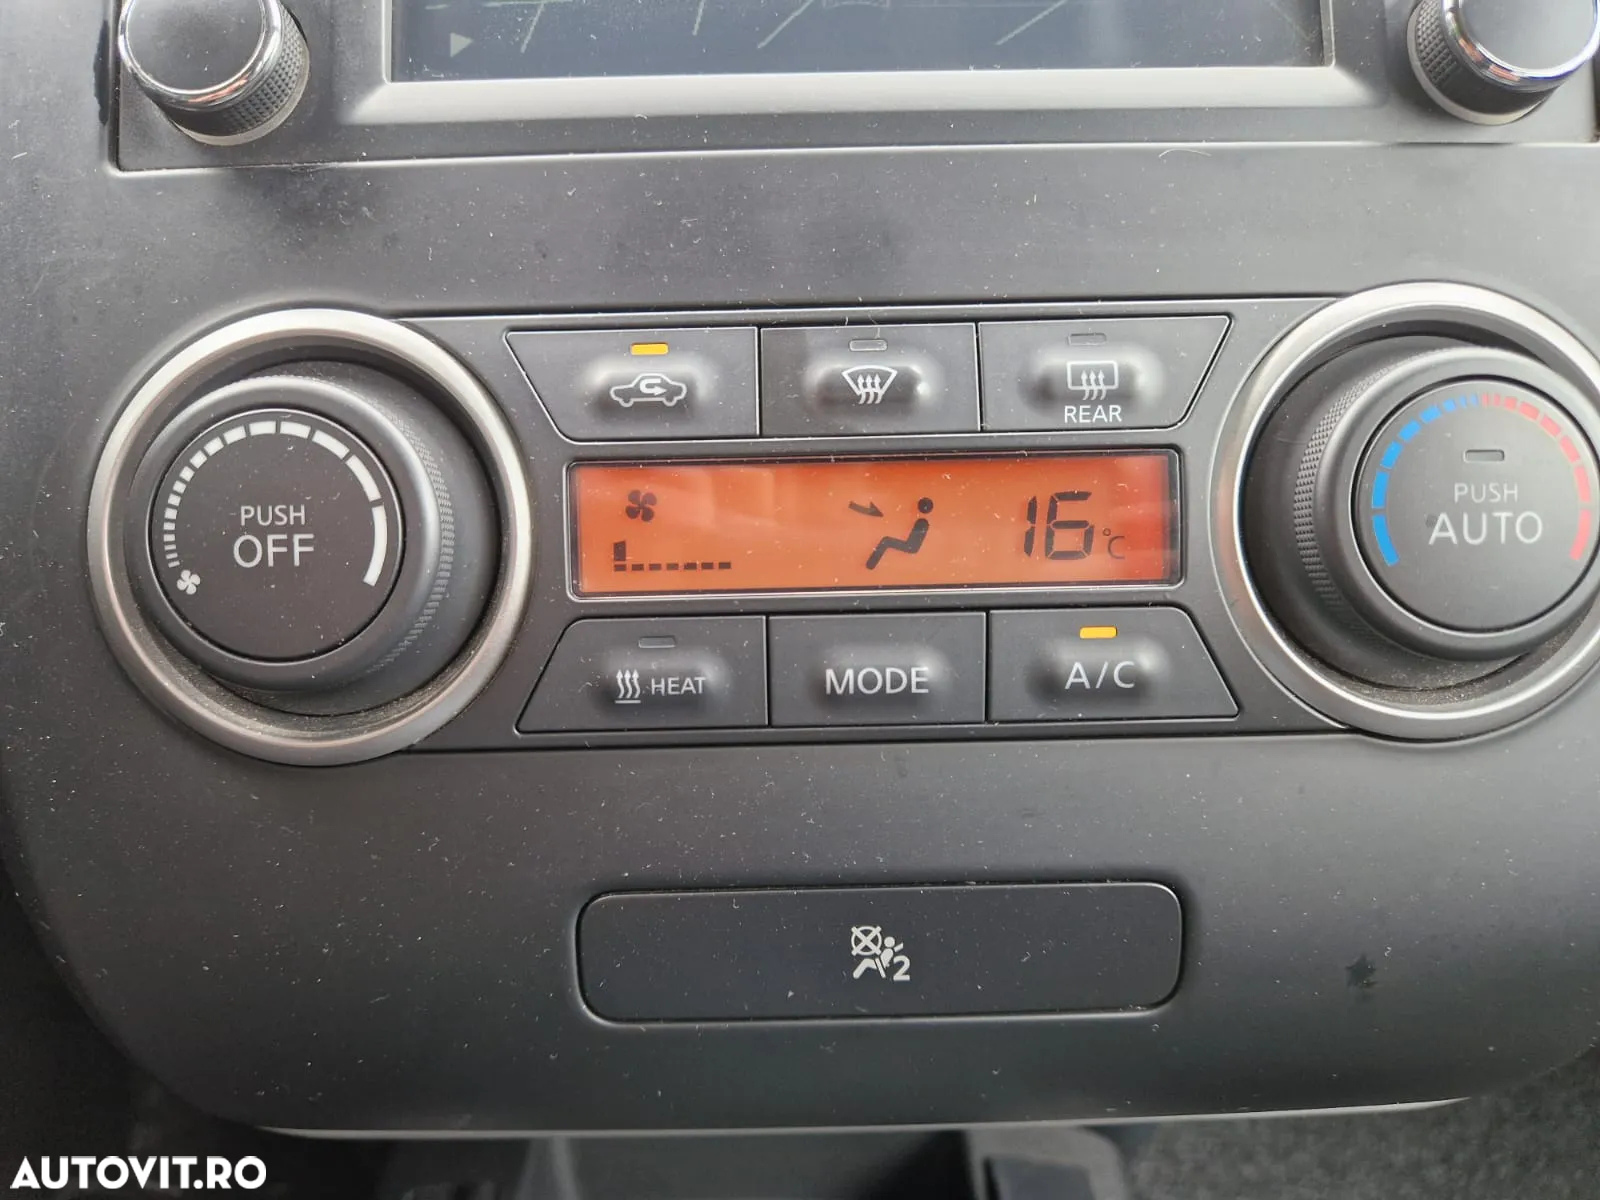 REAR
PUSH
OFF
16°C
PUSH
AUTO
HEAT
MODE
A/C
2
AUTOVIT.RO